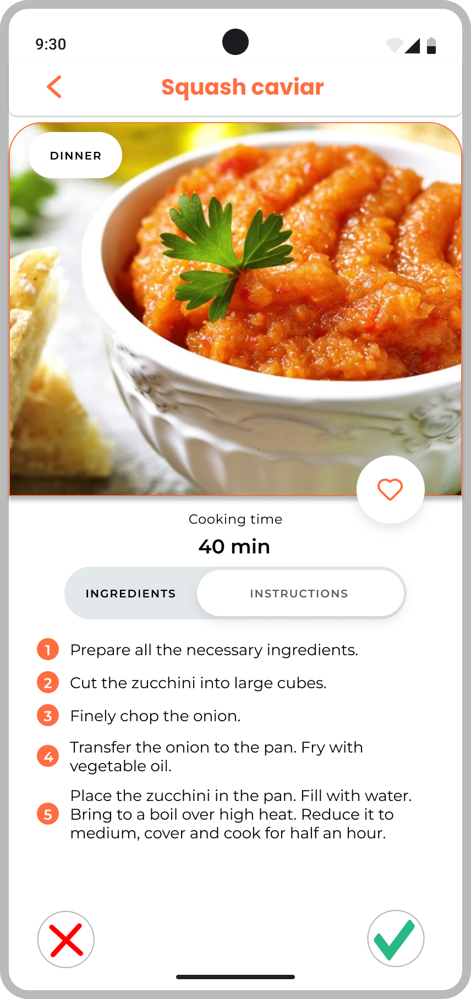 9:30
Squash caviar
DINNER
Cooking time
40 min
INGREDIENTS
INSTRUCTIONS
1 Prepare all the necessary ingredients.
2 Cut the zucchini into large cubes.
3 Finely chop the onion.
4 Transfer the onion to the pan. Fry with
vegetable oil.
5 Place the zucchini in the pan. Fill with water.
Bring to a boil over high heat. Reduce it to
medium, cover and cook for half an hour.